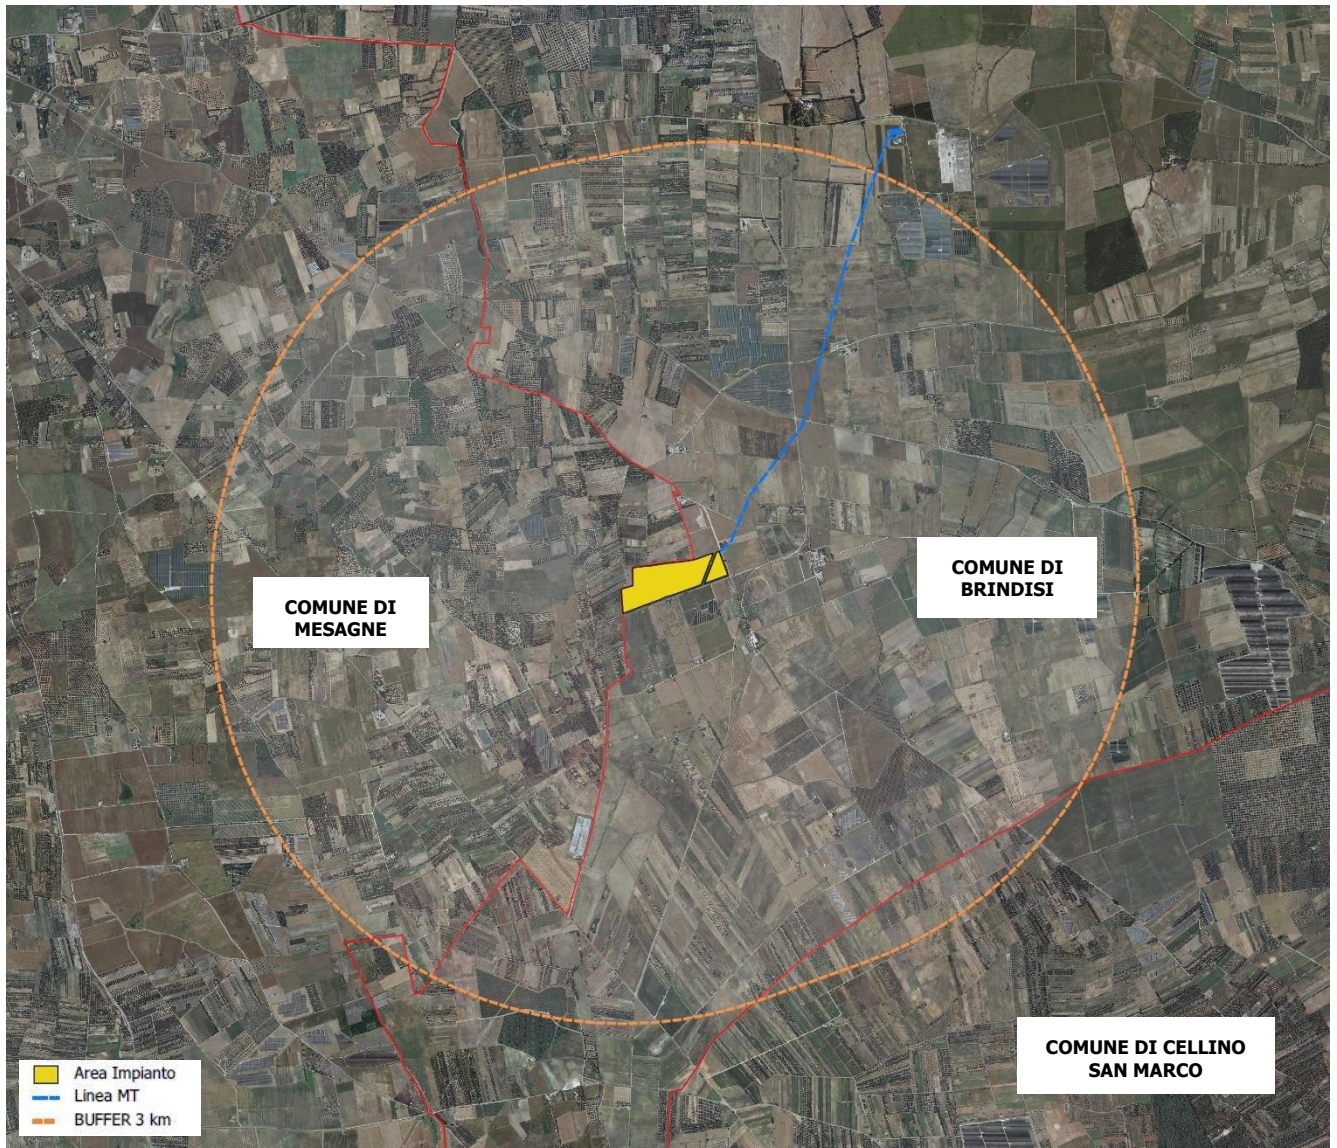 COMUNE DI
MESAGNE
COMUNE DI
BRINDISI
COMUNE DI CELLINO
SAN MARCO
Area Impianto
Linea MT
BUFFER 3 km